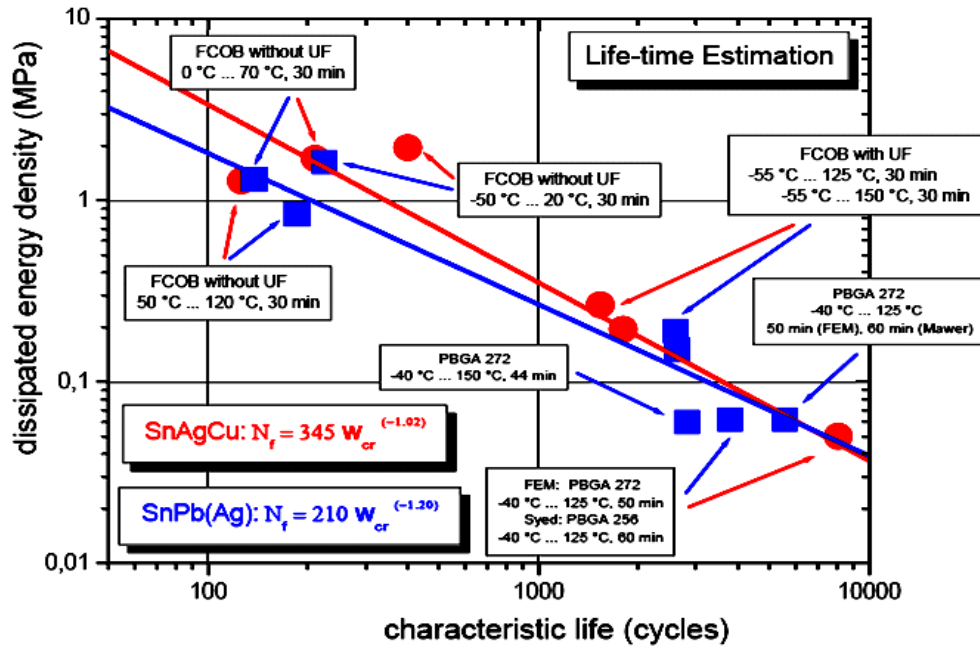 Life-time Estimation
dissipated energy density (MPa)
10
1
0,1
0,01
FCOB without UF
0 °C ... 70 °C, 30 min
FCOB without UF
-50 °C ... 20 °C, 30 min
FCOB with UF
-55 °C ... 125 °C, 30 min
-55 °C ... 150 °C, 30 min
FCOB without UF
50 °C ... 120 °C, 30 min
PBGA 272
-40 °C ... 125 °C
50 min (FEM), 60 min (Mawer)
PBGA 272
-40 °C ... 150 °C, 44 min
SnAgCu: N_f = 345 W_cr^(-1.02)
SnPb(Ag): N_f = 210 W_cr^(-1.20)
FEM: PBGA 272
-40 °C ... 125 °C, 50 min
Syed: PBGA 256
-40 °C ... 125 °C, 60 min
100
1000
10000
characteristic life (cycles)